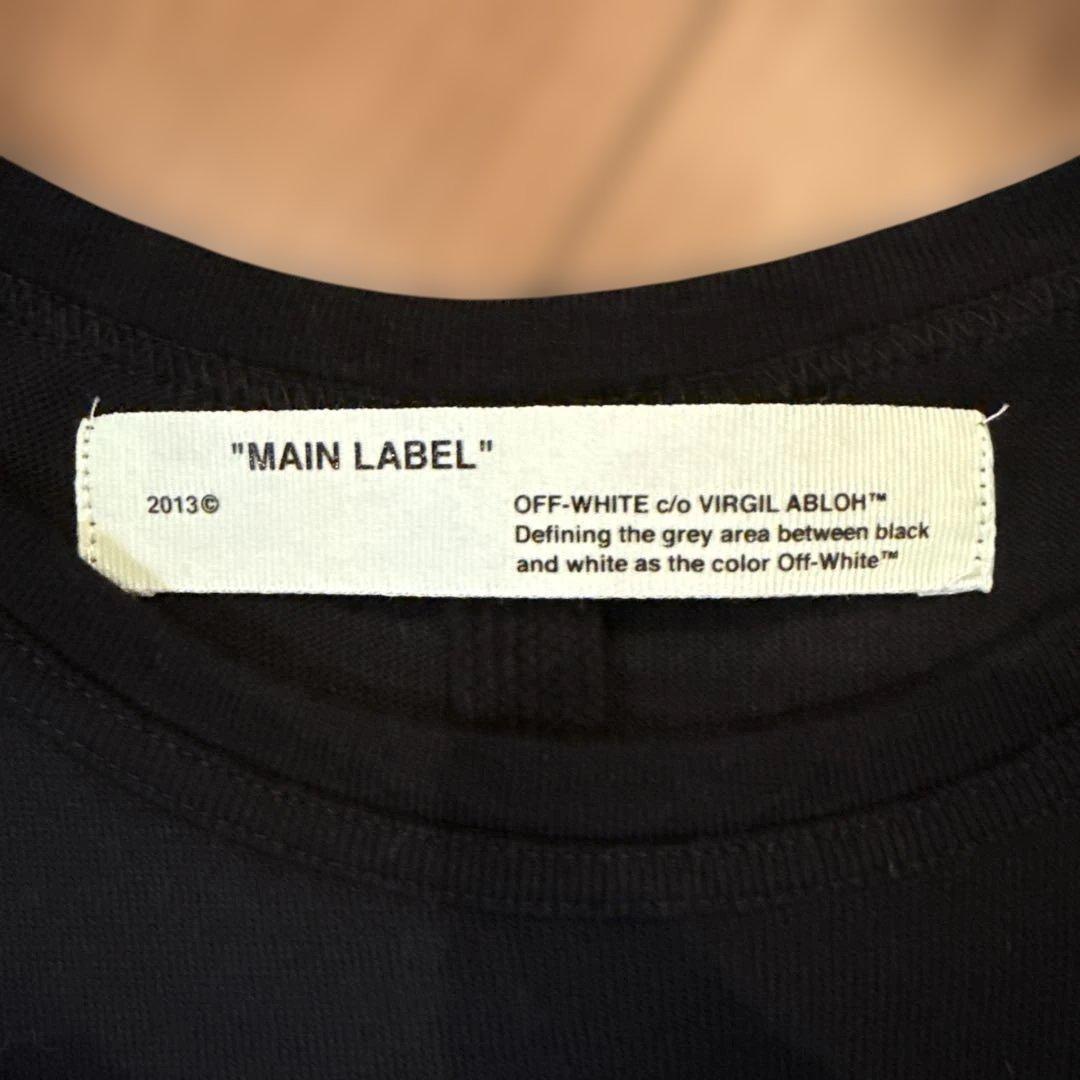 "MAIN LABEL"
2013© OFF-WHITE c/o VIRGIL ABLOH™
Defining the grey area between black
and white as the color Off-White™